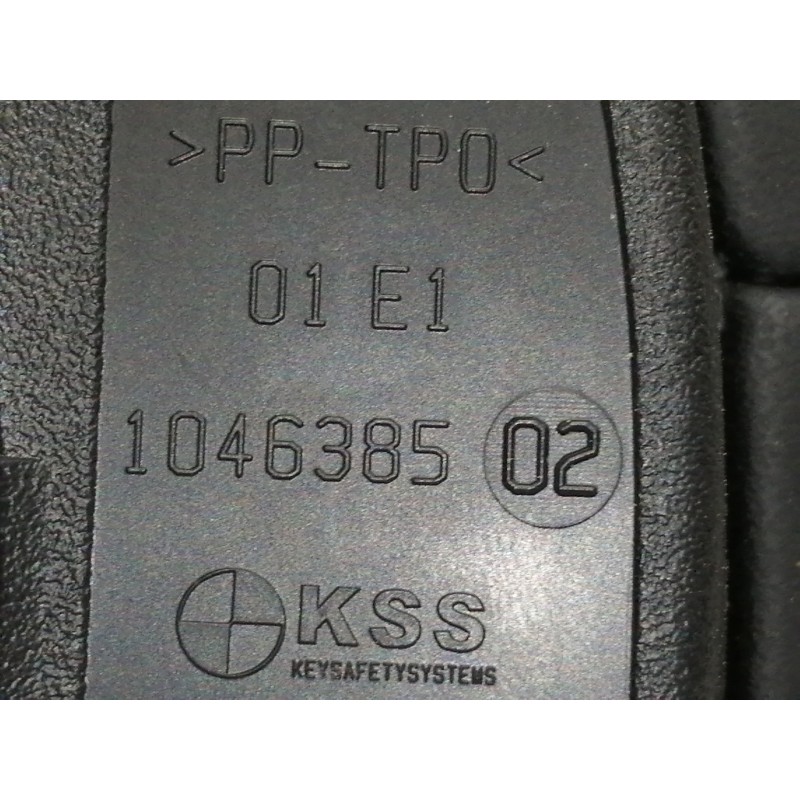 >PP-TPO<
01 E1
1046385 02
KSS
KEYSAFETYSYSTEMS